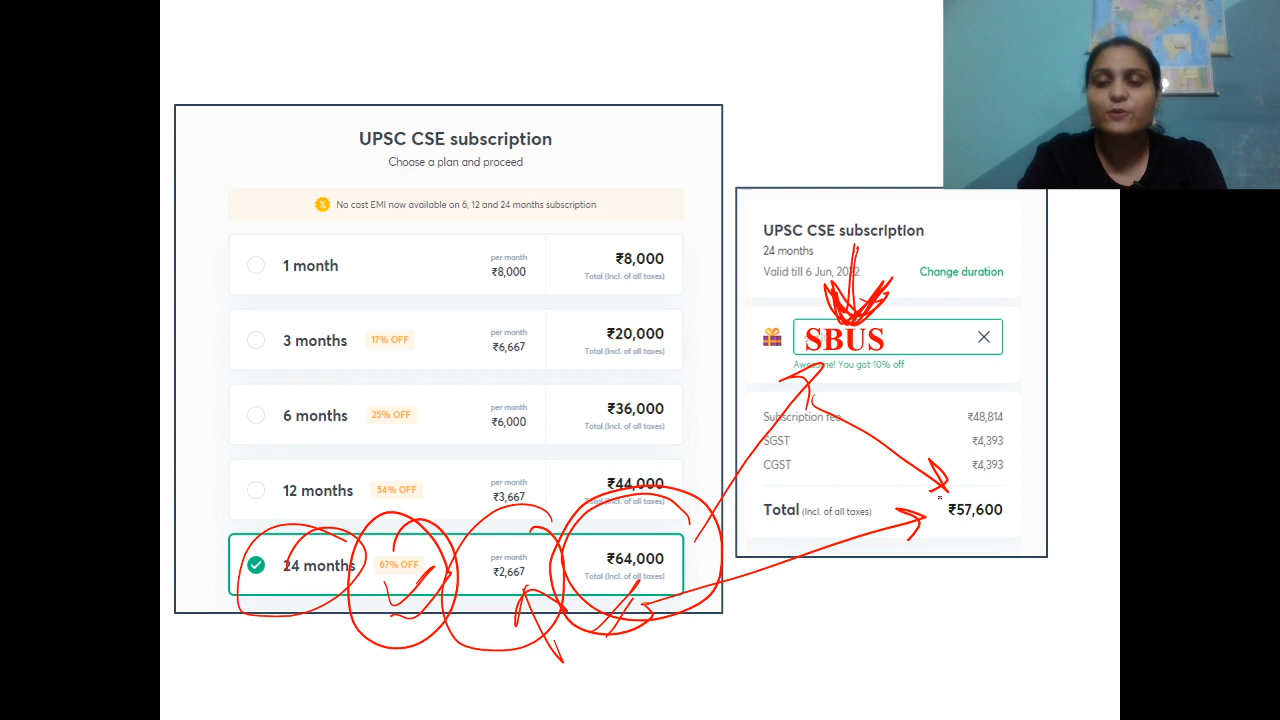 UPSC CSE subscription
Choose a plan and proceed
No cost EMI now available on 6, 12 and 24 months subscription
1 month
per month
₹8,000
₹8,000
Total (Incl. of all taxes)
3 months 17% OFF
per month
₹6,667
₹20,000
Total (Incl. of all taxes)
6 months 25% OFF
per month
₹6,000
₹36,000
Total (Incl. of all taxes)
12 months 54% OFF
per month
₹3,667
₹44,000
Total (Incl. of all taxes)
24 months 67% OFF
per month
₹2,667
₹64,000
Total (Incl. of all taxes)
UPSC CSE subscription
24 months
Valid till 6 Jun, 2022 Change duration
SBUS
Awesome! You got 10% off
Subscription fee ₹48,814
SGST ₹4,393
CGST ₹4,393
Total (Incl. of all taxes) ₹57,600